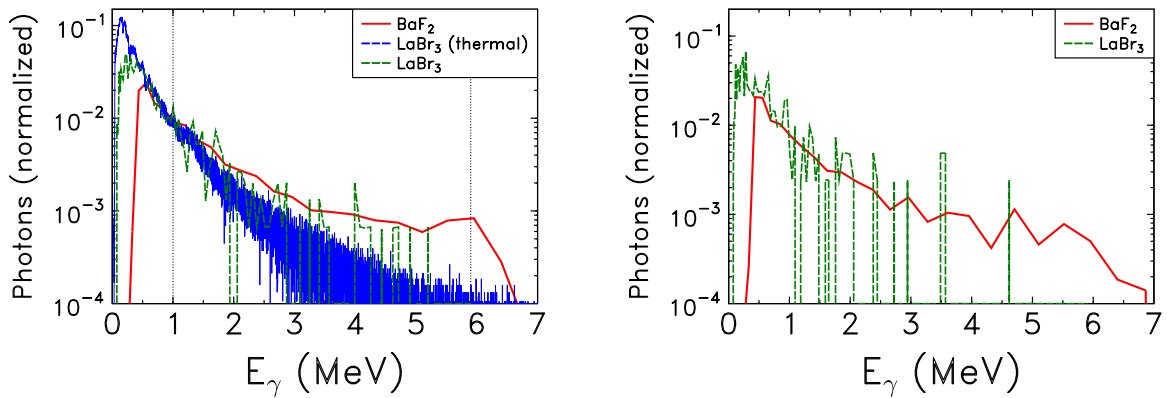 Photons (normalized)
10⁻¹
10⁻²
10⁻³
10⁻⁴
BaF₂
LaBr₃ (thermal)
LaBr₃
0 1 2 3 4 5 6 7
E_γ (MeV)
Photons (normalized)
10⁻¹
10⁻²
10⁻³
10⁻⁴
BaF₂
LaBr₃
0 1 2 3 4 5 6 7
E_γ (MeV)